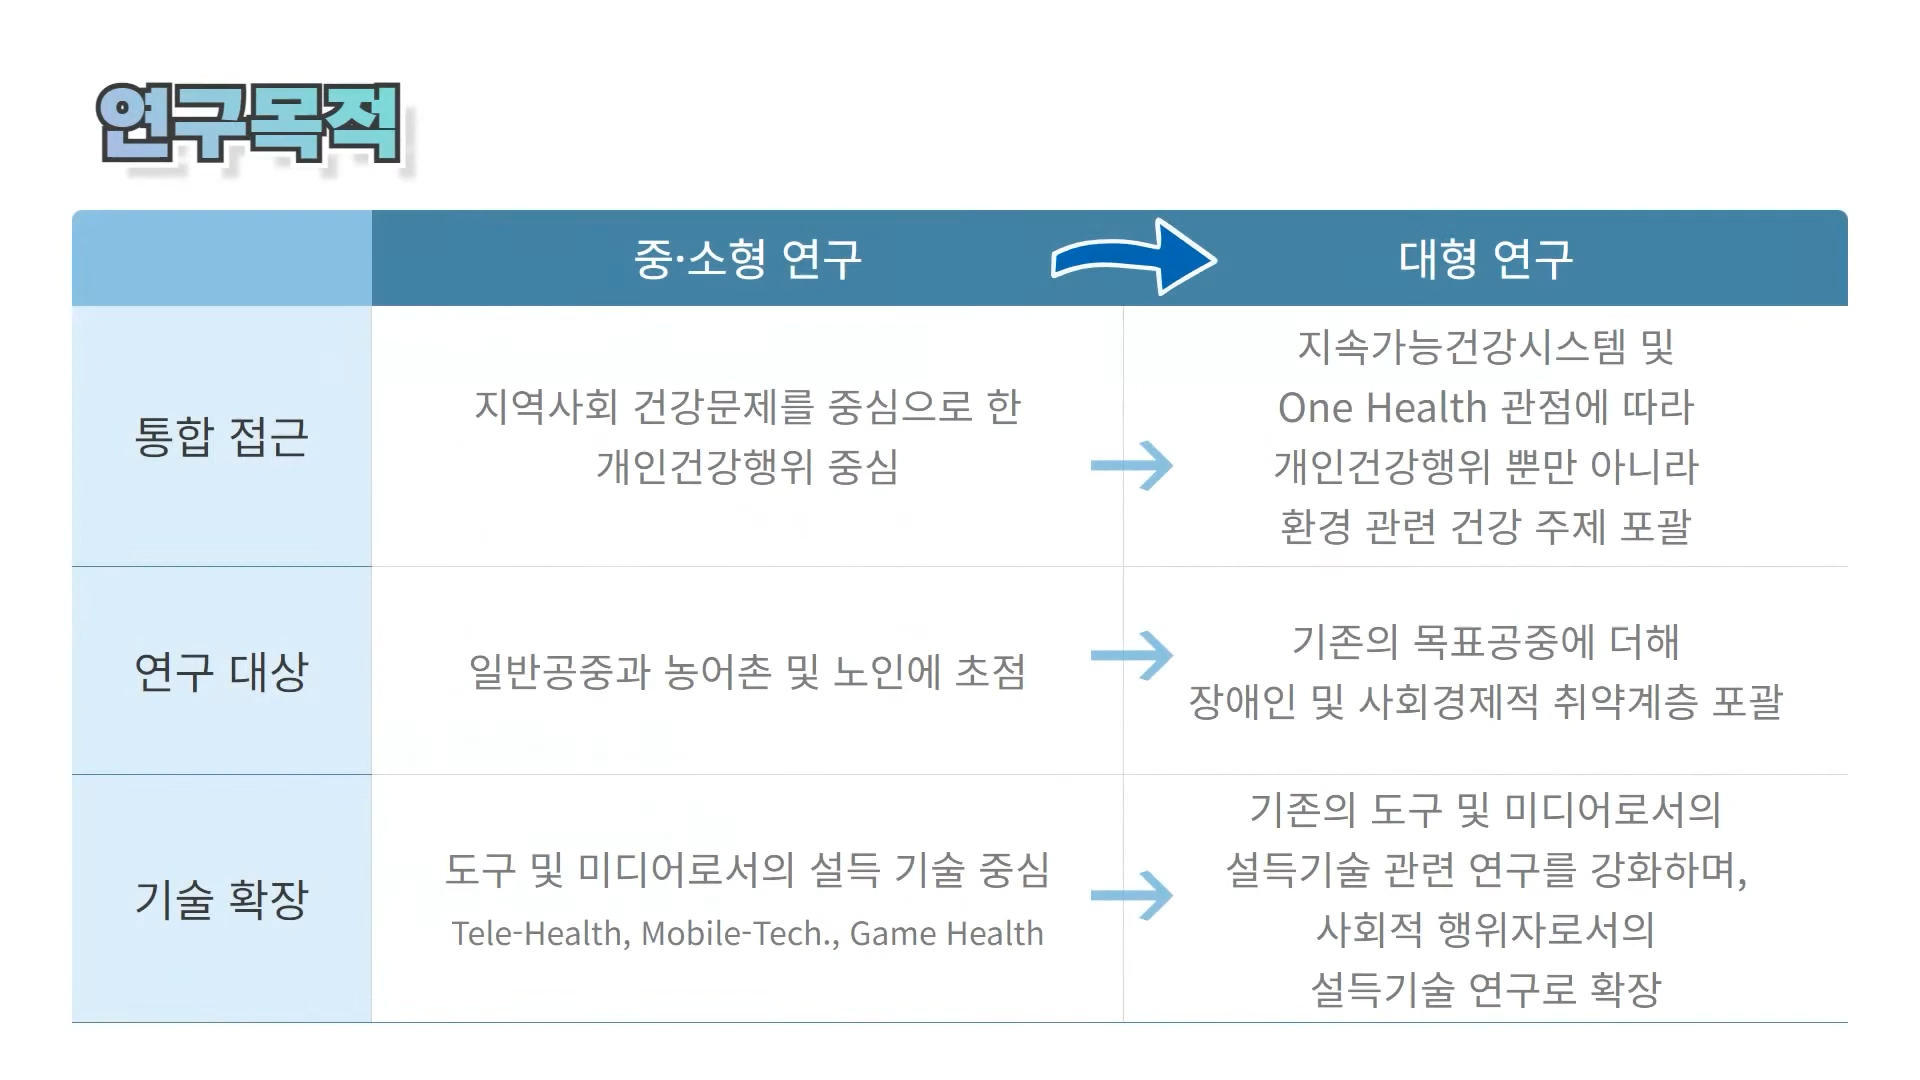 연구목적
중·소형 연구
대형 연구
통합 접근
지역사회 건강문제를 중심으로 한
개인건강행위 중심
지속가능건강시스템 및
One Health 관점에 따라
개인건강행위 뿐만 아니라
환경 관련 건강 주제 포괄
연구 대상
일반공중과 농어촌 및 노인에 초점
기존의 목표공중에 더해
장애인 및 사회경제적 취약계층 포괄
기술 확장
도구 및 미디어로서의 설득 기술 중심
Tele-Health, Mobile-Tech., Game Health
기존의 도구 및 미디어로서의
설득기술 관련 연구를 강화하며,
사회적 행위자로서의
설득기술 연구로 확장